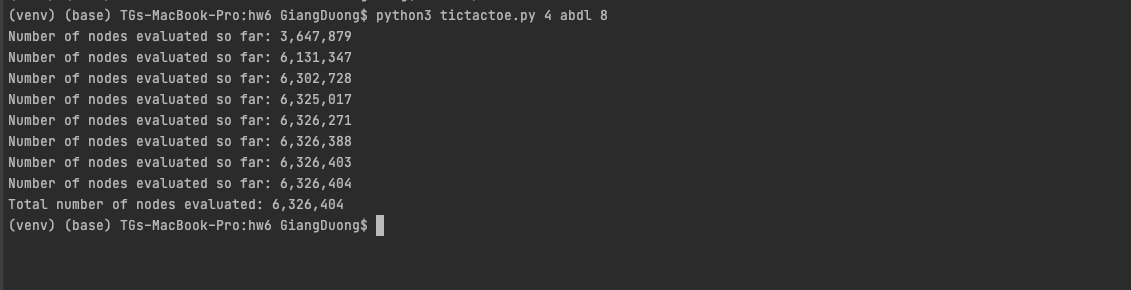 (venv) (base) TGs-MacBook-Pro:hw6 GiangDuong$ python3 tictactoe.py 4 abdl 8
Number of nodes evaluated so far: 3,647,879
Number of nodes evaluated so far: 6,131,347
Number of nodes evaluated so far: 6,302,728
Number of nodes evaluated so far: 6,325,017
Number of nodes evaluated so far: 6,326,271
Number of nodes evaluated so far: 6,326,388
Number of nodes evaluated so far: 6,326,403
Number of nodes evaluated so far: 6,326,404
Total number of nodes evaluated: 6,326,404
(venv) (base) TGs-MacBook-Pro:hw6 GiangDuong$